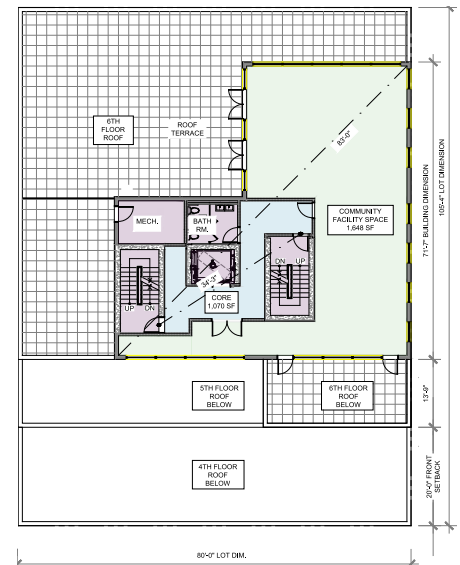 6TH
FLOOR
ROOF
ROOF
TERRACE
83'-0"
71'-7" BUILDING DIMENSION
105'-4" LOT DIMENSION
MECH.
BATH
RM.
COMMUNITY
FACILITY SPACE
1,648 SF
DN UP
34'-3"
UP DN
CORE
1,070 SF
5TH FLOOR
ROOF
BELOW
6TH FLOOR
ROOF
BELOW
13'-9"
4TH FLOOR
ROOF
BELOW
20'-0" FRONT
SETBACK
80'-0" LOT DIM.